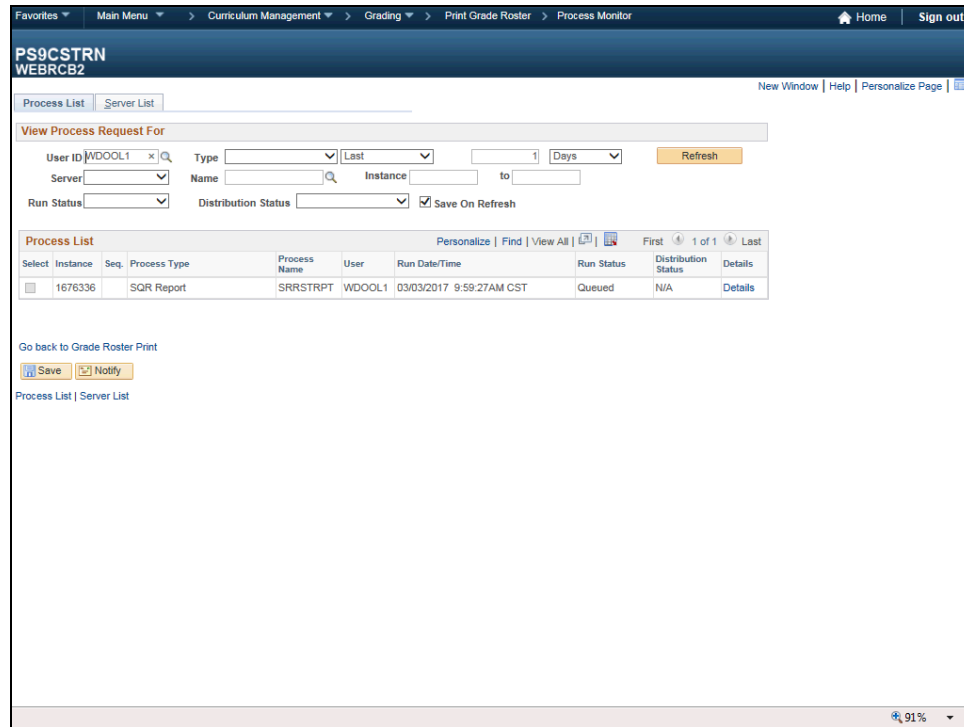 Favorites Main Menu > Curriculum Management > Grading > Print Grade Roster > Process Monitor Home Sign out
PS9CSTRN
WEBRCB2
New Window | Help | Personalize Page |
Process List Server List
View Process Request For
User ID WDOOL1 × Type Last 1 Days Refresh
Server Name Instance to
Run Status Distribution Status Save On Refresh
Process List Personalize | Find | View All | | First 1 of 1 Last
Select Instance Seq. Process Type Process Name User Run Date/Time Run Status Distribution Status Details
1676336 SQR Report SRRSTRPT WDOOL1 03/03/2017 9:59:27AM CST Queued N/A Details
Go back to Grade Roster Print
Save Notify
Process List | Server List
91%